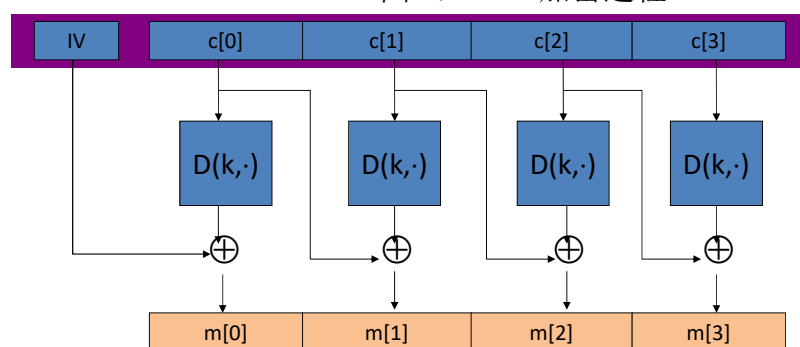 IV c[0] c[1] c[2] c[3]
D(k,·) D(k,·) D(k,·) D(k,·)
m[0] m[1] m[2] m[3]